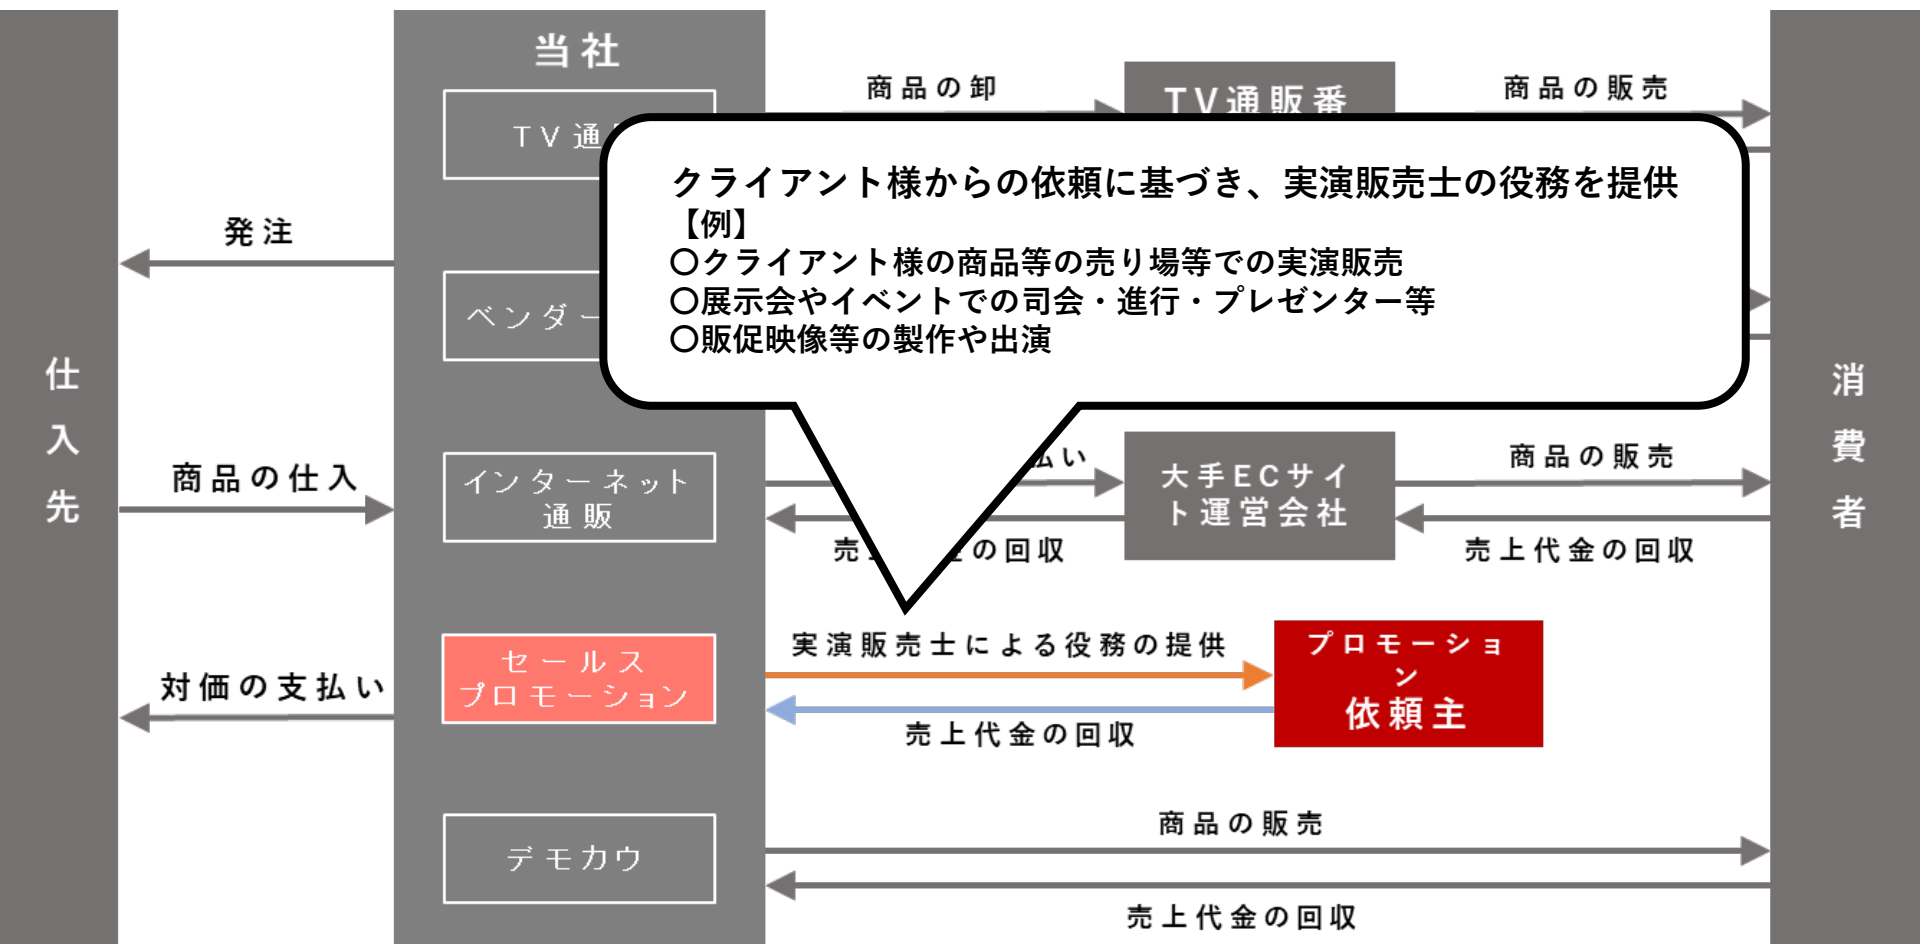 当社
商品の卸
TV通販番
商品の販売
TV通
クライアント様からの依頼に基づき、実演販売士の役務を提供
【例】
〇クライアント様の商品等の売り場等での実演販売
〇展示会やイベントでの司会・進行・プレゼンター等
〇販促映像等の製作や出演
発注
ベンダー
仕入先
消費者
商品の仕入
インターネット
通販
払い
大手ECサイ
ト運営会社
商品の販売
売上代金の回収
の回収
セールス
プロモーション
対価の支払い
実演販売士による役務の提供
プロモーショ
ン
依頼主
売上代金の回収
デモカウ
商品の販売
売上代金の回収